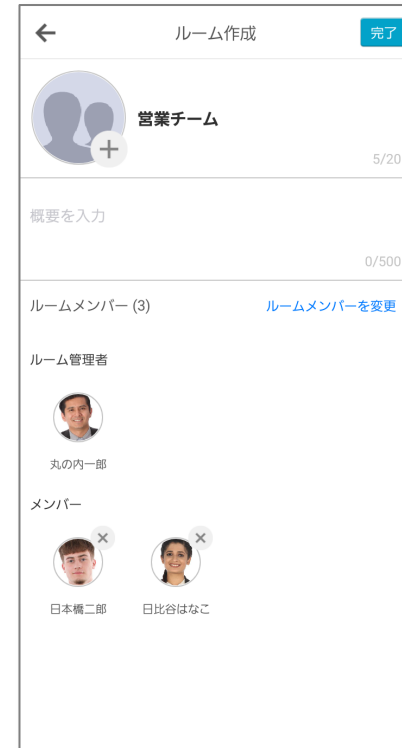 ルーム作成
完了
営業チーム
5/20
概要を入力
0/500
ルームメンバー (3)
ルームメンバーを変更
ルーム管理者
丸の内一郎
メンバー
日本橋二郎
日比谷はなこ